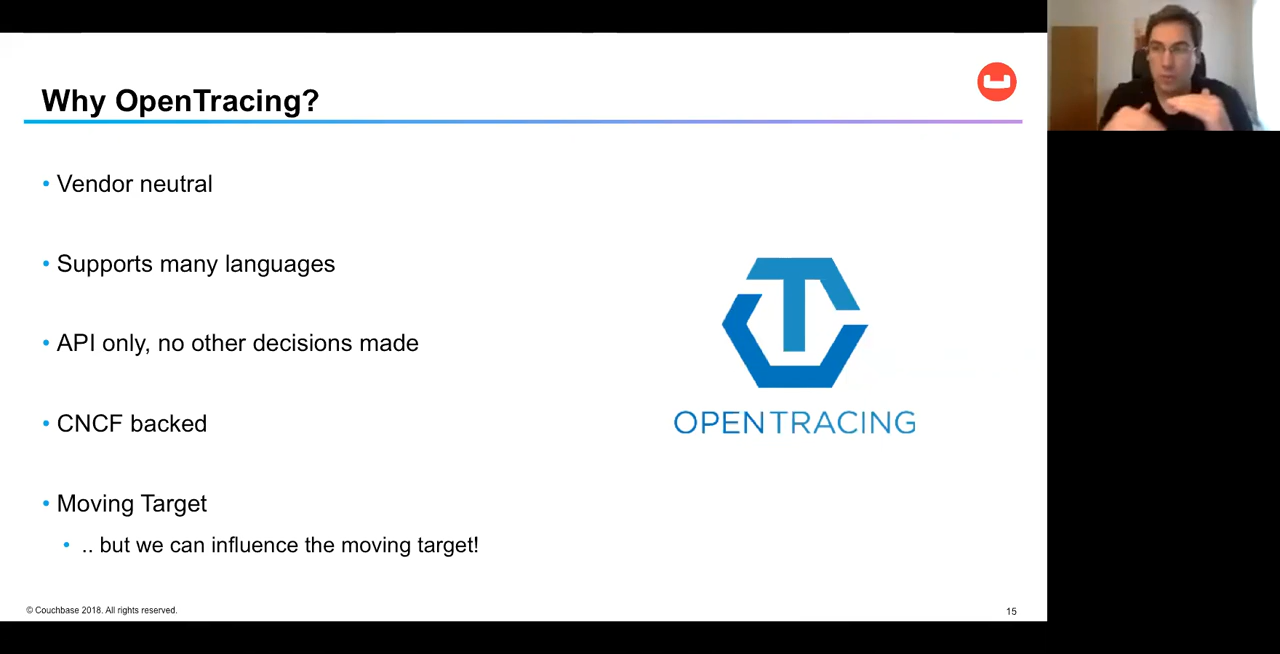 Why OpenTracing?
• Vendor neutral
• Supports many languages
• API only, no other decisions made
• CNCF backed
• Moving Target
• .. but we can influence the moving target!
OPENTRACING
© Couchbase 2018. All rights reserved.
15